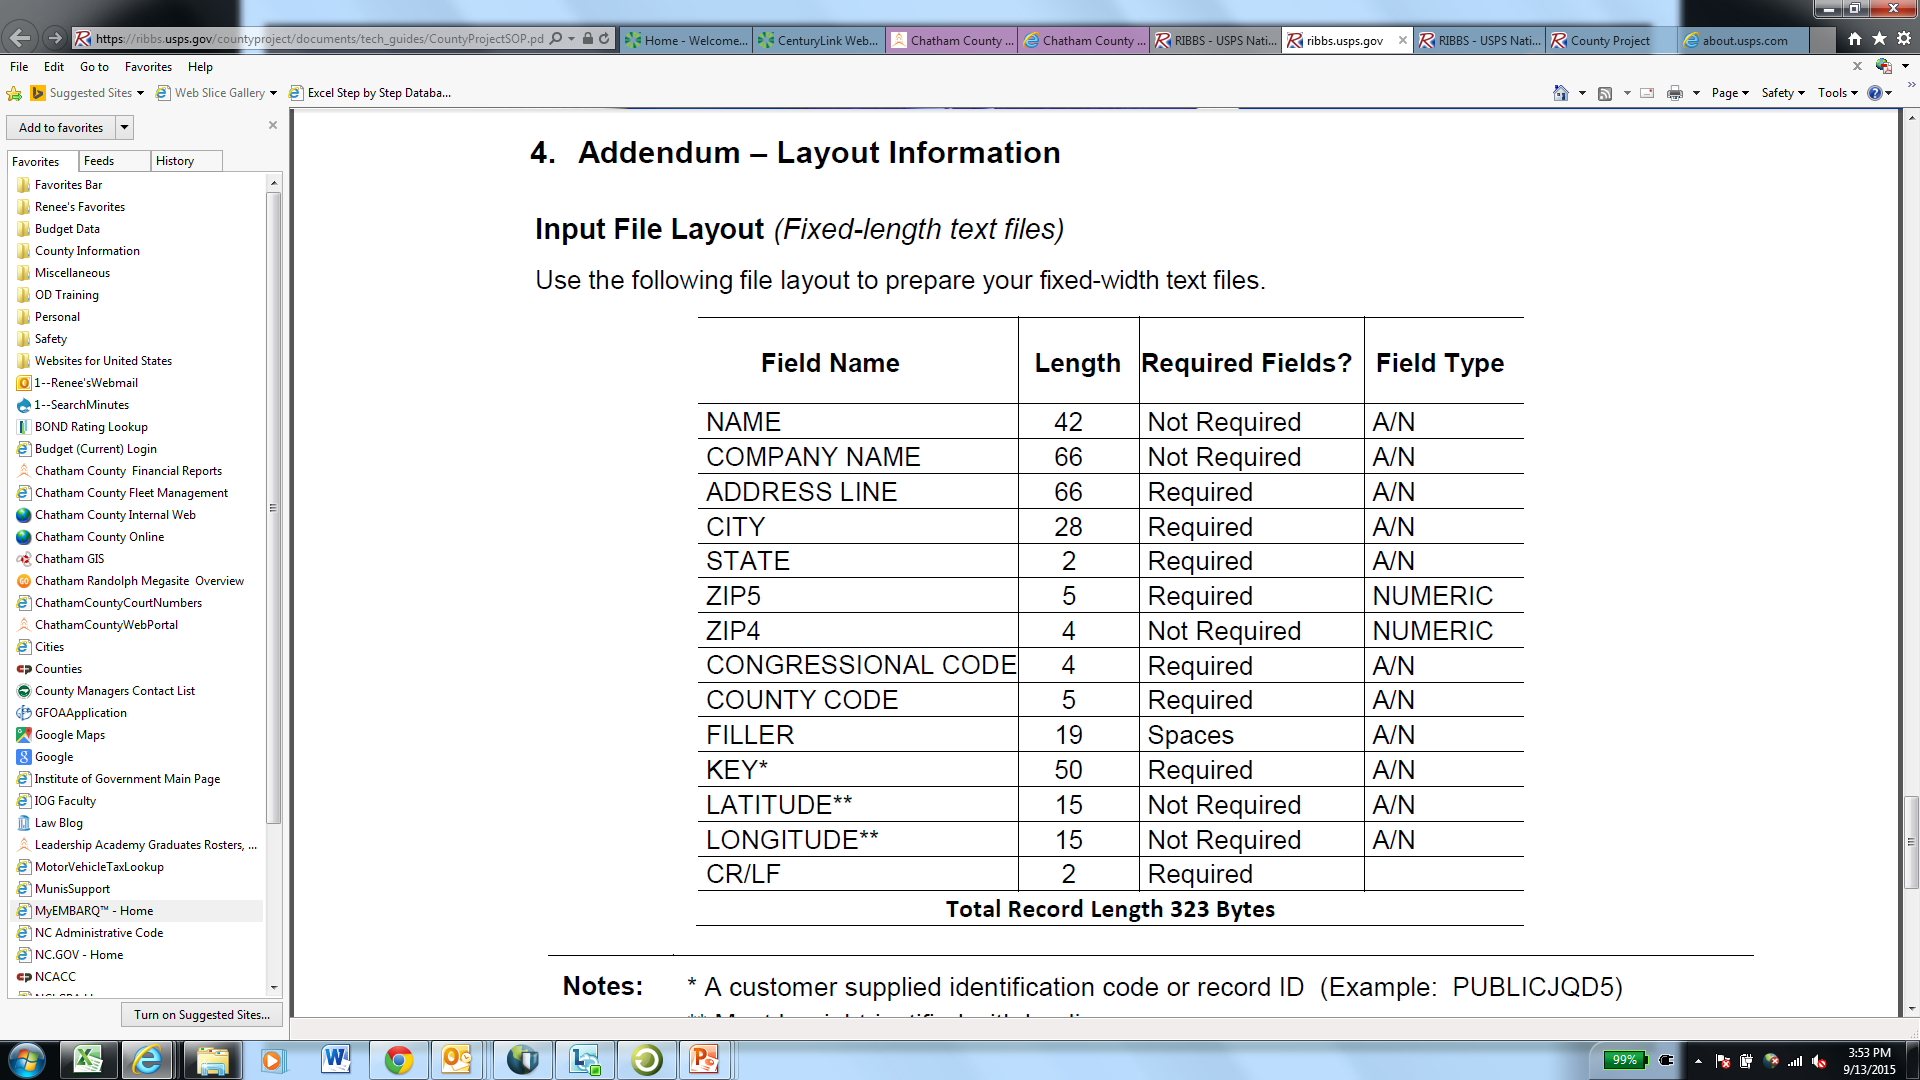 https://ribbs.usps.gov/countyproject/documents/tech_guides/CountyProjectSOP.pd
Home - Welcome...
CenturyLink Web...
Chatham County ...
Chatham County ...
RIBBS - USPS Nati...
ribbs.usps.gov
RIBBS - USPS Nati...
County Project
about.usps.com
File Edit Go to Favorites Help
Suggested Sites
Web Slice Gallery
Excel Step by Step Databa...
Page Safety Tools
Add to favorites
Favorites Feeds History
Favorites Bar
Renee's Favorites
Budget Data
County Information
Miscellaneous
OD Training
Personal
Safety
Websites for United States
1--Renee'sWebmail
1--SearchMinutes
BOND Rating Lookup
Budget (Current) Login
Chatham County Financial Reports
Chatham County Fleet Management
Chatham County Internal Web
Chatham County Online
Chatham GIS
Chatham Randolph Megasite Overview
ChathamCountyCourtNumbers
ChathamCountyWebPortal
Cities
Counties
County Managers Contact List
GFOAApplication
Google Maps
Google
Institute of Government Main Page
IOG Faculty
Law Blog
Leadership Academy Graduates Rosters, ...
MotorVehicleTaxLookup
MunisSupport
MyEMBARQ™ - Home
NC Administrative Code
NC.GOV - Home
NCACC
Turn on Suggested Sites...
4. Addendum – Layout Information
Input File Layout (Fixed-length text files)
Use the following file layout to prepare your fixed-width text files.
Field Name Length Required Fields? Field Type
NAME 42 Not Required A/N
COMPANY NAME 66 Not Required A/N
ADDRESS LINE 66 Required A/N
CITY 28 Required A/N
STATE 2 Required A/N
ZIP5 5 Required NUMERIC
ZIP4 4 Not Required NUMERIC
CONGRESSIONAL CODE 4 Required A/N
COUNTY CODE 5 Required A/N
FILLER 19 Spaces A/N
KEY* 50 Required A/N
LATITUDE** 15 Not Required A/N
LONGITUDE** 15 Not Required A/N
CR/LF 2 Required
Total Record Length 323 Bytes
Notes: * A customer supplied identification code or record ID (Example: PUBLICJQD5)
99%
3:53 PM
9/13/2015